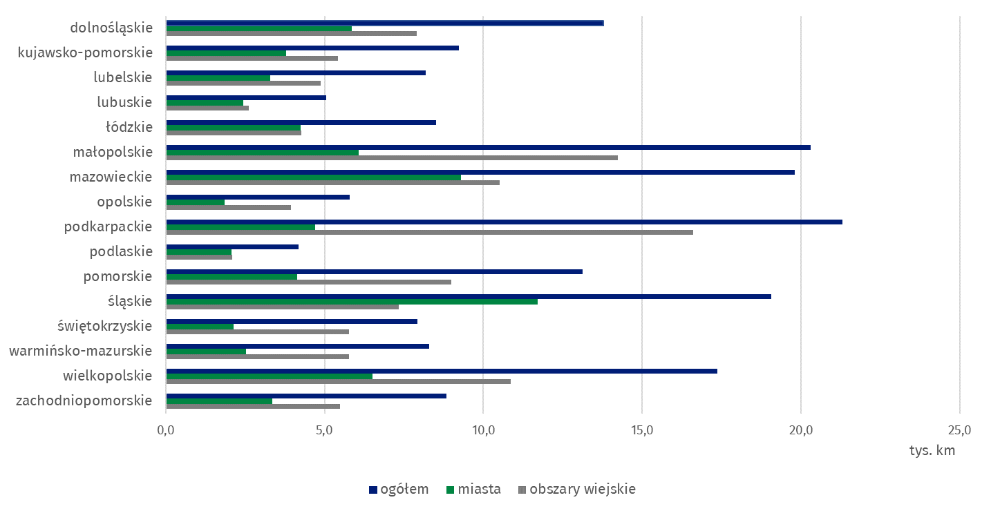 dolnośląskie
kujawsko-pomorskie
lubelskie
lubuskie
łódzkie
małopolskie
mazowieckie
opolskie
podkarpackie
podlaskie
pomorskie
śląskie
świętokrzyskie
warmińsko-mazurskie
wielkopolskie
zachodniopomorskie
0,0 5,0 10,0 15,0 20,0 25,0
tys. km
ogółem miasta obszary wiejskie